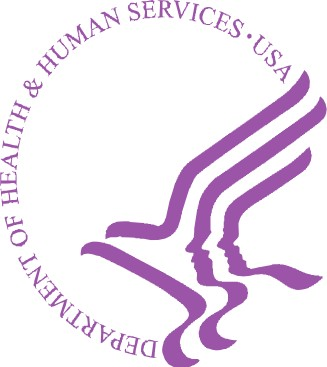 DEPARTMENT OF HEALTH & HUMAN SERVICES · USA